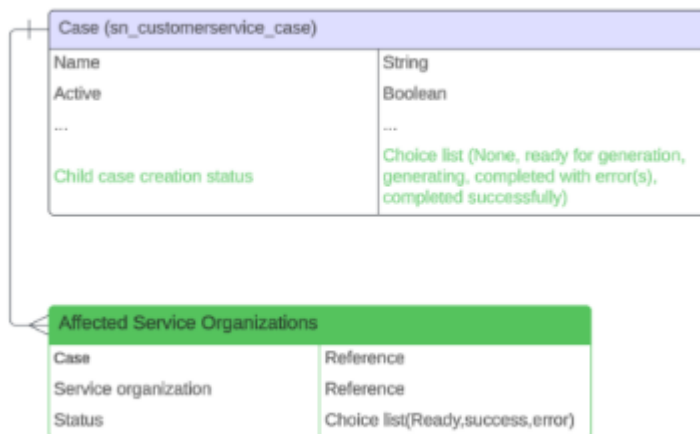 Case (sn_customerservice_case)
Name String
Active Boolean
... ...
Child case creation status
Choice list (None, ready for generation,
generating, completed with error(s),
completed successfully)
Affected Service Organizations
Case Reference
Service organization Reference
Status Choice list(Ready,success,error)